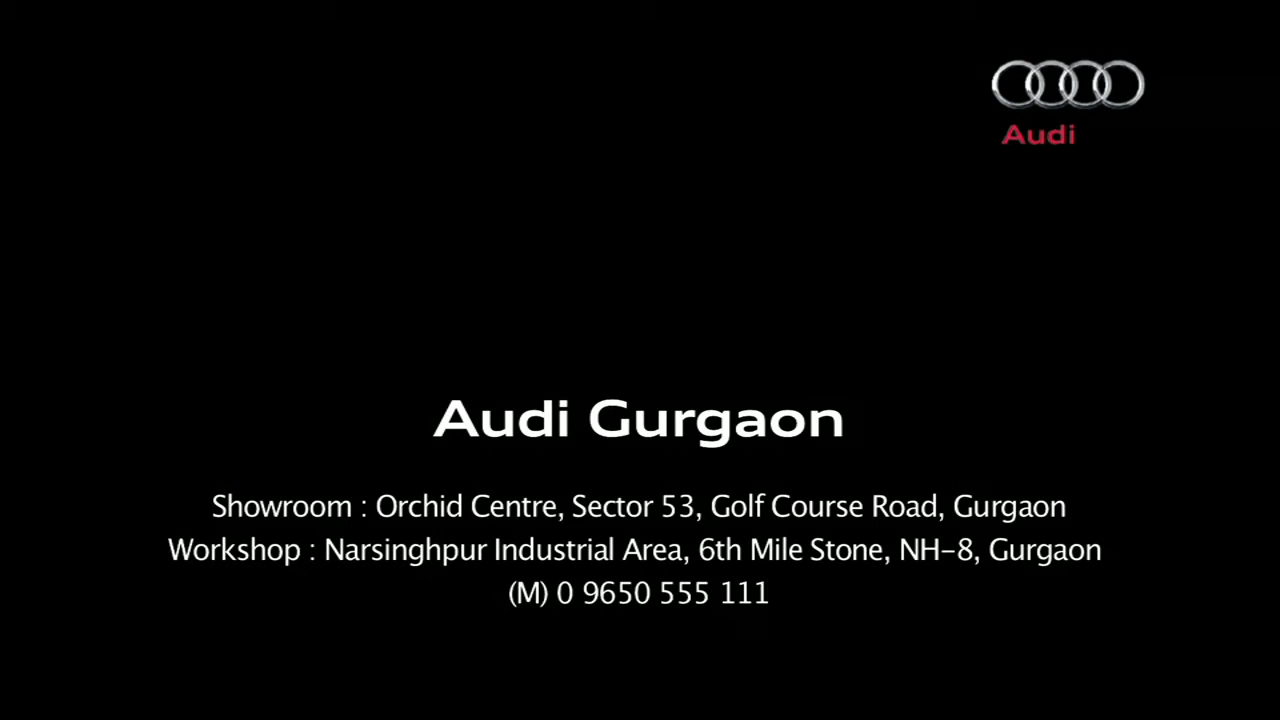 Audi
Audi Gurgaon
Showroom : Orchid Centre, Sector 53, Golf Course Road, Gurgaon
Workshop : Narsinghpur Industrial Area, 6th Mile Stone, NH-8, Gurgaon
(M) 0 9650 555 111